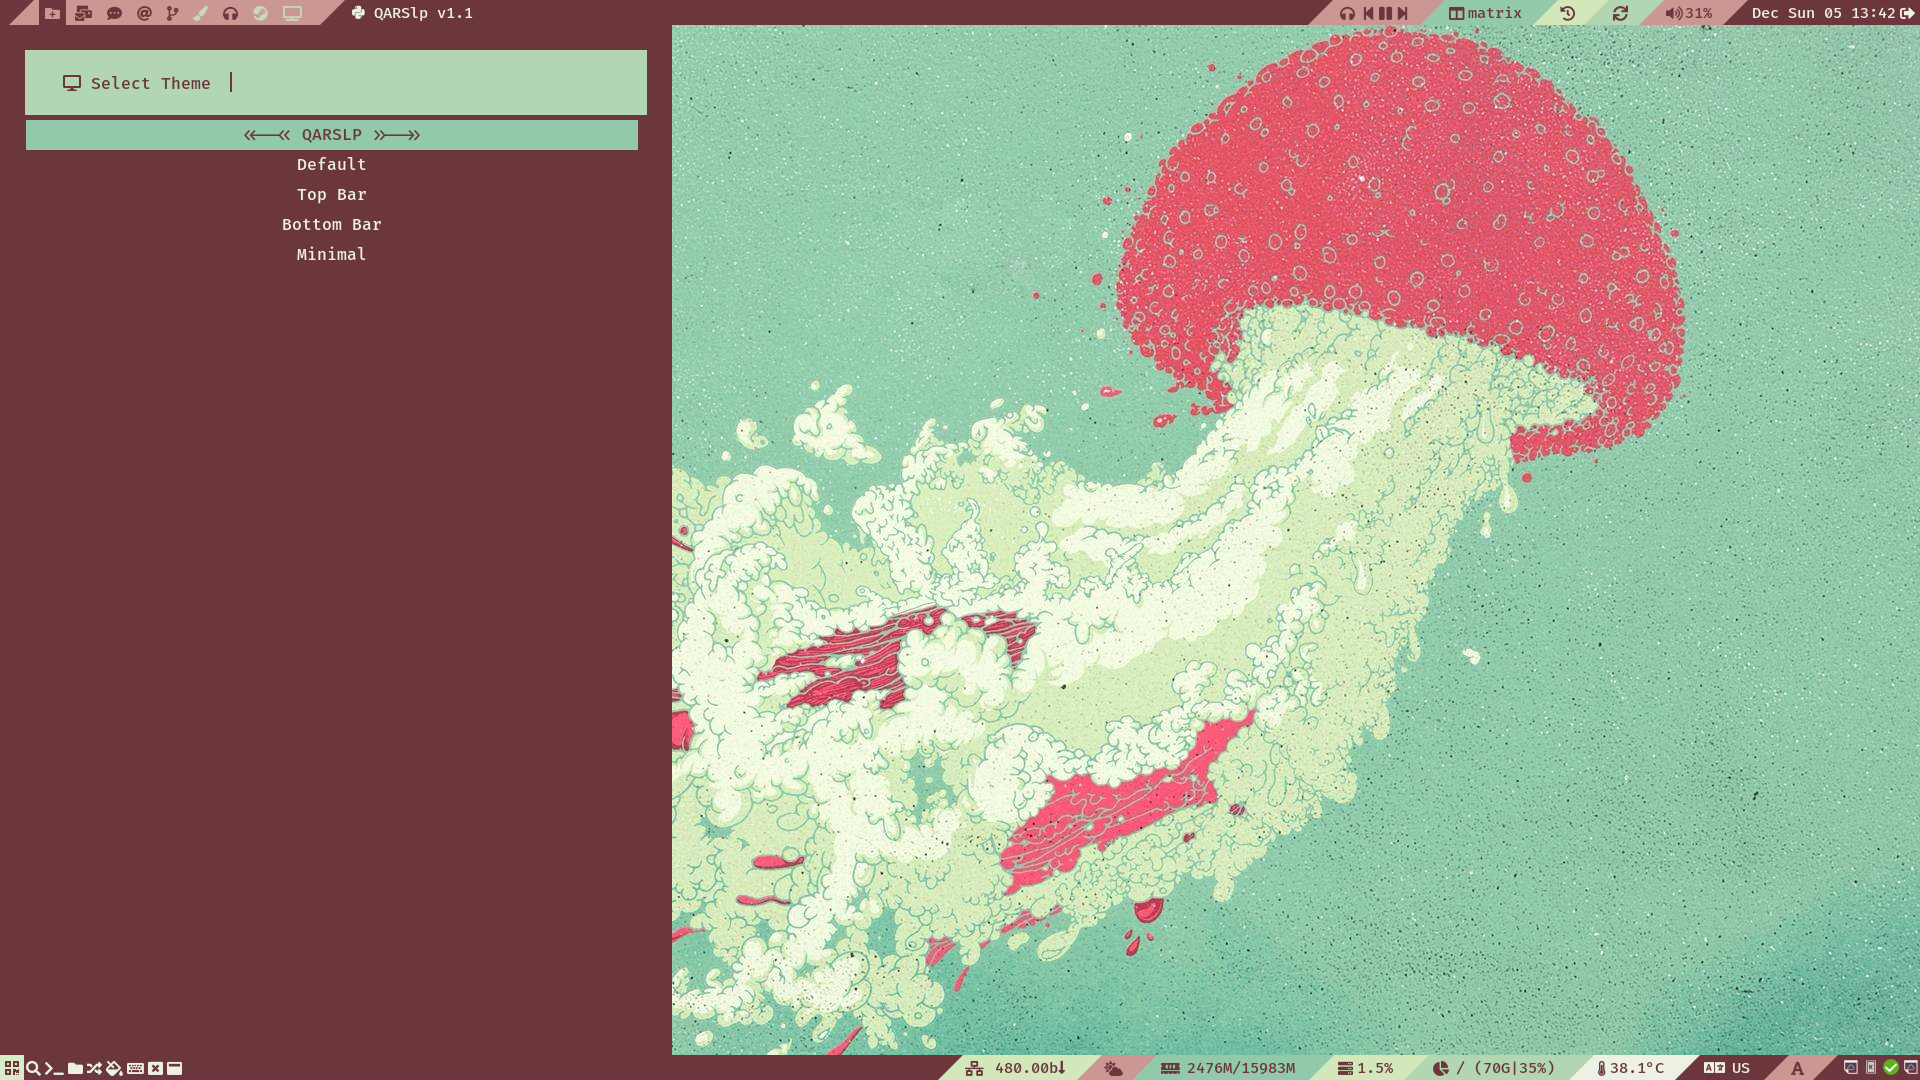 QARSlp v1.1
matrix
31%
Dec Sun 05 13:42
Select Theme
QARSLP
Default
Top Bar
Bottom Bar
Minimal
480.00b↓
2476M/15983M
1.5%
/ (70G|35%)
38.1°C
US
A